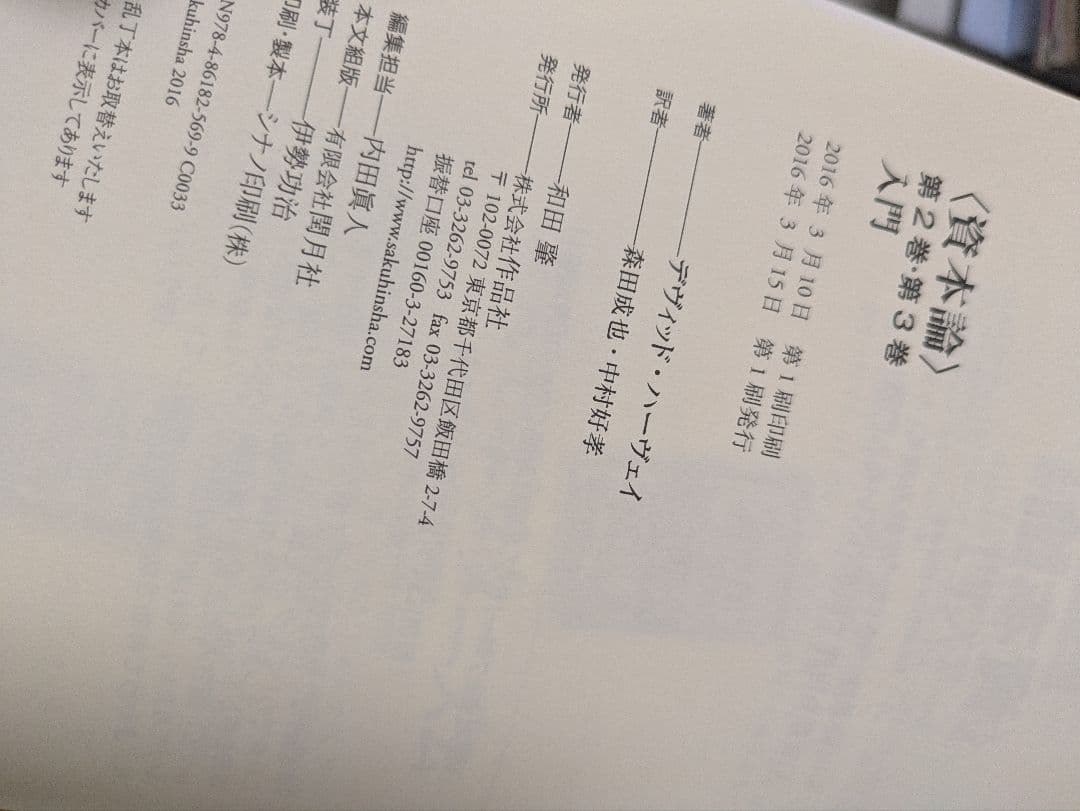 〈資本論〉
第2巻・第3巻
入門
2016年 3月10日 第1刷印刷
2016年 3月15日 第1刷発行
著者――――デヴィッド・ハーヴェイ
訳者――――森田成也・中村好孝
発行者――和田 肇
発行所――株式会社作品社
〒102-0072 東京都千代田区飯田橋 2-7-4
tel 03-3262-9753 fax 03-3262-9757
振替口座 00160-3-27183
http://www.sakuhinsha.com
編集担当――内田眞人
本文組版――有限会社閏月社
装丁――――伊勢功治
印刷・製本――シナノ印刷(株)
N978-4-86182-569-9 C0033
kuhinsha 2016
乱丁本はお取替えいたします
カバーに表示してあります